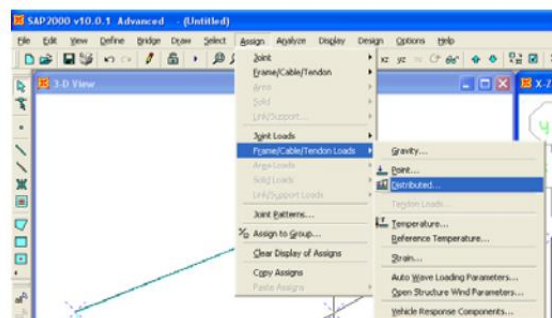 SAP2000 v10.0.1 Advanced - (Untitled)
File Edit View Define Bridge Draw Select Assign Analyze Display Design Options Help
xz yz
3-D View
X-Z
Joint
Frame/Cable/Tendon
Area
Solid
Link/Support...
Joint Loads
Frame/Cable/Tendon Loads
Area Loads
Solid Loads
Link/Support Loads
Joint Patterns...
Assign to Group...
Clear Display of Assigns
Copy Assigns
Paste Assigns
Gravity...
Point...
Distributed...
Tendon Loads...
Temperature...
Reference Temperature...
Strain...
Auto Wave Loading Parameters...
Open Structure Wind Parameters...
Vehicle Response Components...